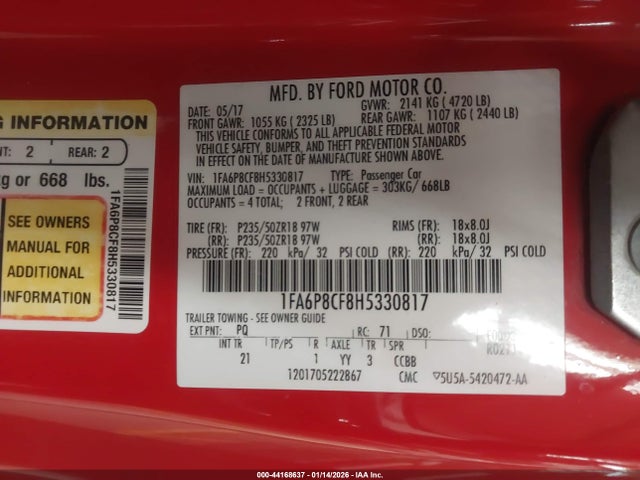 G INFORMATION
NT: 2 REAR: 2
kg or 668 lbs.
SEE OWNERS
MANUAL FOR
ADDITIONAL
INFORMATION
1FA6P8CF8H5330817
MFD. BY FORD MOTOR CO.
DATE: 05/17 GVWR: 2141 KG ( 4720 LB)
FRONT GAWR: 1055 KG ( 2325 LB) REAR GAWR: 1107 KG ( 2440 LB)
THIS VEHICLE CONFORMS TO ALL APPLICABLE FEDERAL MOTOR
VEHICLE SAFETY, BUMPER, AND THEFT PREVENTION STANDARDS
IN EFFECT ON THE DATE OF MANUFACTURE SHOWN ABOVE.
VIN: 1FA6P8CF8H5330817 TYPE: Passenger Car
MAXIMUM LOAD = OCCUPANTS + LUGGAGE = 303KG/ 668LB
OCCUPANTS = 4 TOTAL; 2 FRONT, 2 REAR
TIRE (FR): P235/50ZR18 97W RIMS (FR): 18x8.0J
(RR): P235/50ZR18 97W (RR): 18x8.0J
PRESSURE (FR): 220 kPa/ 32 PSI COLD (RR): 220 kPa/ 32 PSI COLD
1FA6P8CF8H5330817
TRAILER TOWING - SEE OWNER GUIDE
EXT PNT: PQ RC: 71 DSO:
INT TR TP/PS R AXLE TR SPR
21 1 YY 3 CCBB
1201705222867 CMC ▽5U5A-5420472-AA
000-44168637 - 01/14/2026 - IAA Inc.